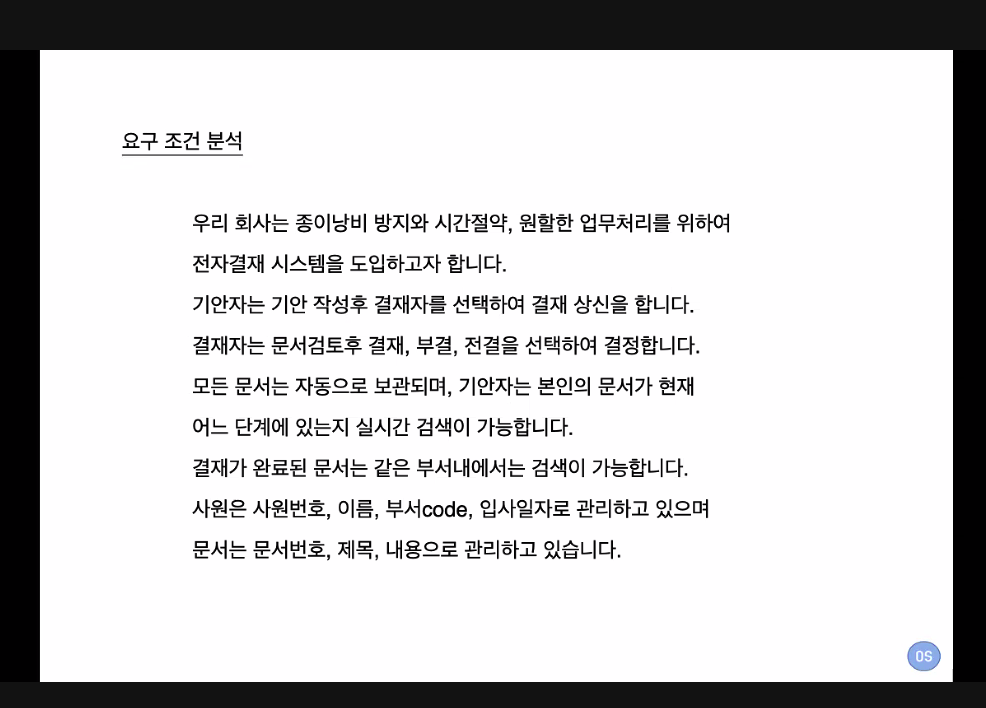 요구 조건 분석
우리 회사는 종이낭비 방지와 시간절약, 원할한 업무처리를 위하여
전자결재 시스템을 도입하고자 합니다.
기안자는 기안 작성후 결재자를 선택하여 결재 상신을 합니다.
결재자는 문서검토후 결재, 부결, 전결을 선택하여 결정합니다.
모든 문서는 자동으로 보관되며, 기안자는 본인의 문서가 현재
어느 단계에 있는지 실시간 검색이 가능합니다.
결재가 완료된 문서는 같은 부서내에서는 검색이 가능합니다.
사원은 사원번호, 이름, 부서code, 입사일자로 관리하고 있으며
문서는 문서번호, 제목, 내용으로 관리하고 있습니다.
OS